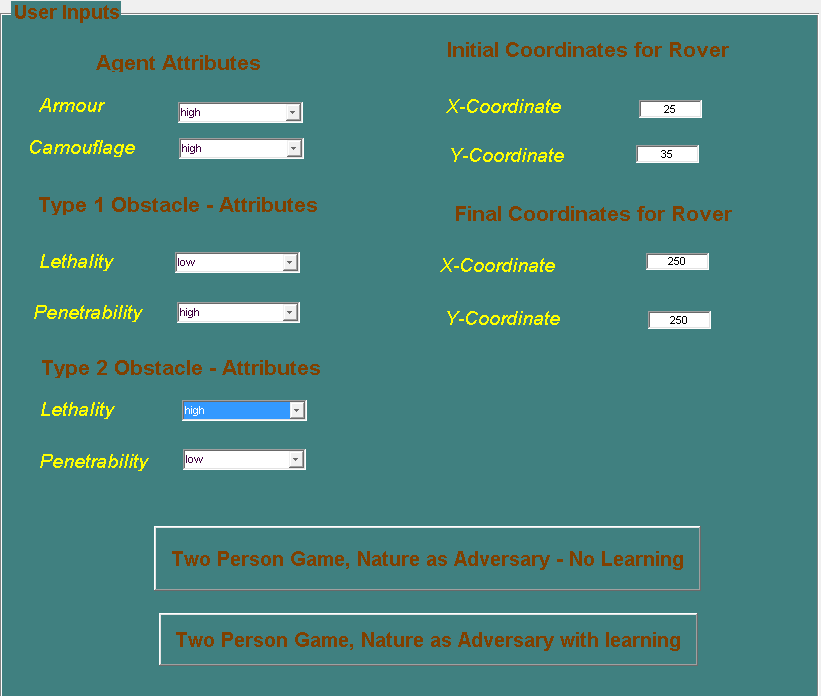 User Inputs
Agent Attributes
Armour high
Camouflage high
Type 1 Obstacle - Attributes
Lethality low
Penetrability high
Type 2 Obstacle - Attributes
Lethality high
Penetrability low
Initial Coordinates for Rover
X-Coordinate 25
Y-Coordinate 35
Final Coordinates for Rover
X-Coordinate 250
Y-Coordinate 250
Two Person Game, Nature as Adversary - No Learning
Two Person Game, Nature as Adversary with learning